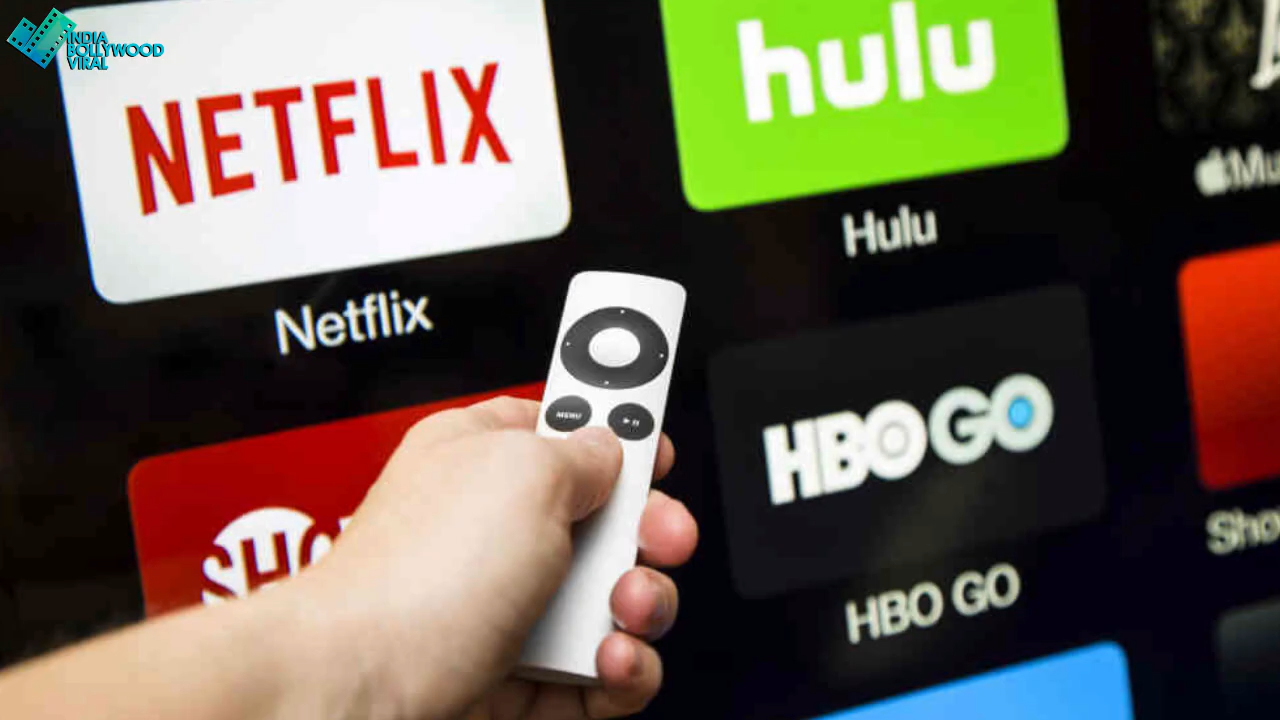 INDIA
BOLLYWOOD
VIRAL
NETFLIX
hulu
Netflix
Hulu
MENU
HBO GO
HBO GO